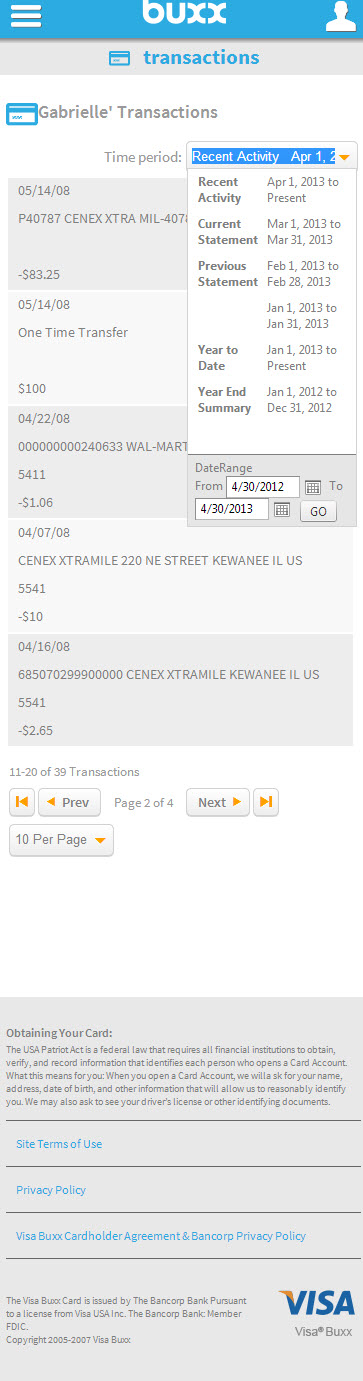 buxx
transactions
Gabrielle' Transactions
Time period: Recent Activity Apr 1, 2
Recent Activity Apr 1, 2013 to Present
Current Statement Mar 1, 2013 to Mar 31, 2013
Previous Statement Feb 1, 2013 to Feb 28, 2013
Jan 1, 2013 to Jan 31, 2013
Year to Date Jan 1, 2013 to Present
Year End Summary Jan 1, 2012 to Dec 31, 2012
DateRange
From 4/30/2012 To
4/30/2013 GO
05/14/08
P40787 CENEX XTRA MIL-4078
-$83.25
05/14/08
One Time Transfer
$100
04/22/08
000000000240633 WAL-MART
5411
-$1.06
04/07/08
CENEX XTRAMILE 220 NE STREET KEWANEE IL US
5541
-$10
04/16/08
685070299900000 CENEX XTRAMILE KEWANEE IL US
5541
-$2.65
11-20 of 39 Transactions
Prev Page 2 of 4 Next
10 Per Page
Obtaining Your Card:
The USA Patriot Act is a federal law that requires all financial institutions to obtain,
verify, and record information that identifies each person who opens a Card Account.
What this means for you: When you open a Card Account, we willa sk for your name,
address, date of birth, and other information that will allow us to reasonably identify
you. We may also ask to see your driver's license or other identifying documents.
Site Terms of Use
Privacy Policy
Visa Buxx Cardholder Agreement & Bancorp Privacy Policy
The Visa Buxx Card is issued by The Bancorp Bank Pursuant
to a license from Visa USA Inc. The Bancorp Bank: Member
FDIC.
Copyright 2005-2007 Visa Buxx
VISA
Visa® Buxx